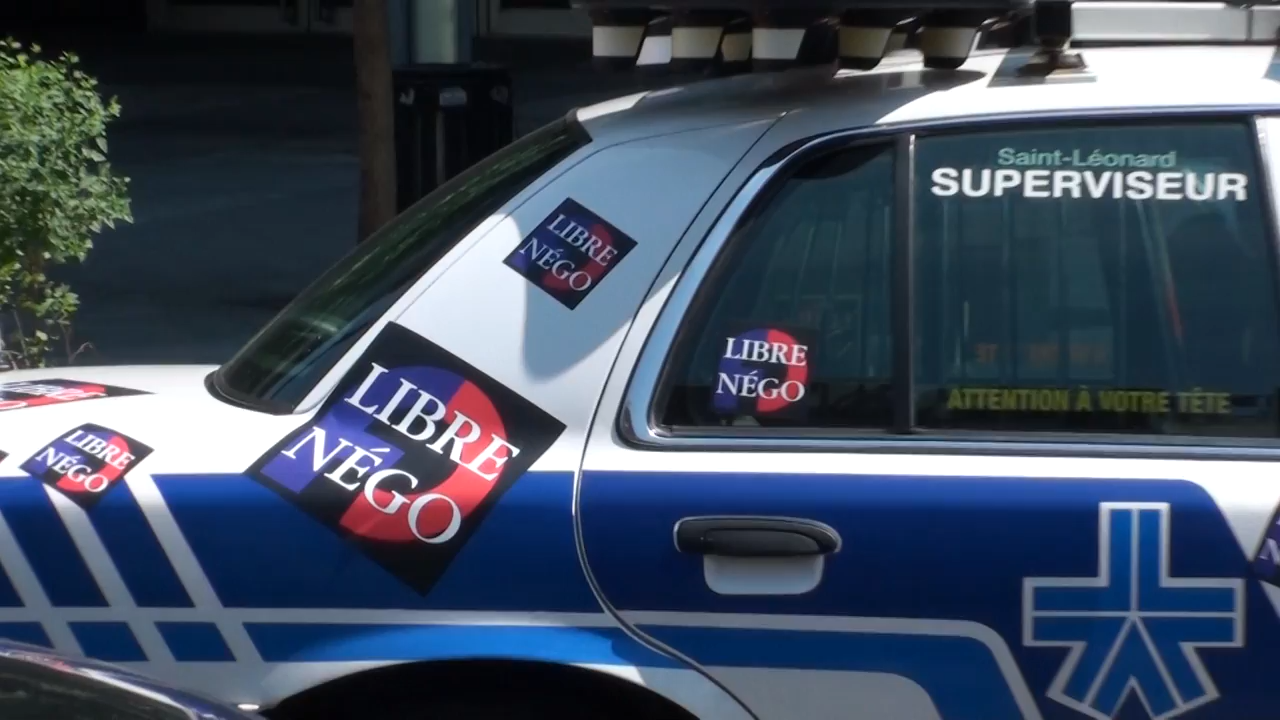 Saint-Léonard
SUPERVISEUR
LIBRE
NÉGO
LIBRE
NÉGO
LIBRE
NÉGO
LIBRE
NÉGO
ATTENTION À VOTRE TÊTE